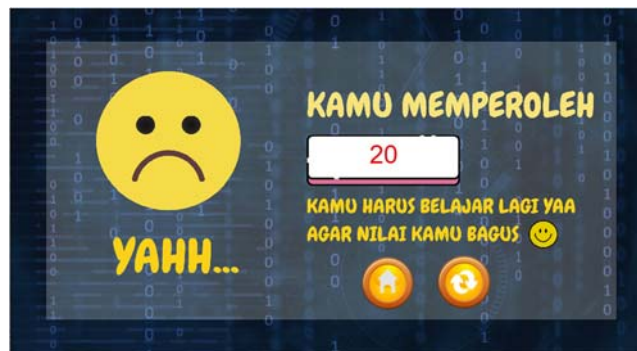 KAMU MEMPEROLEH
20
KAMU HARUS BELAJAR LAGI YAA
AGAR NILAI KAMU BAGUS
YAHH...